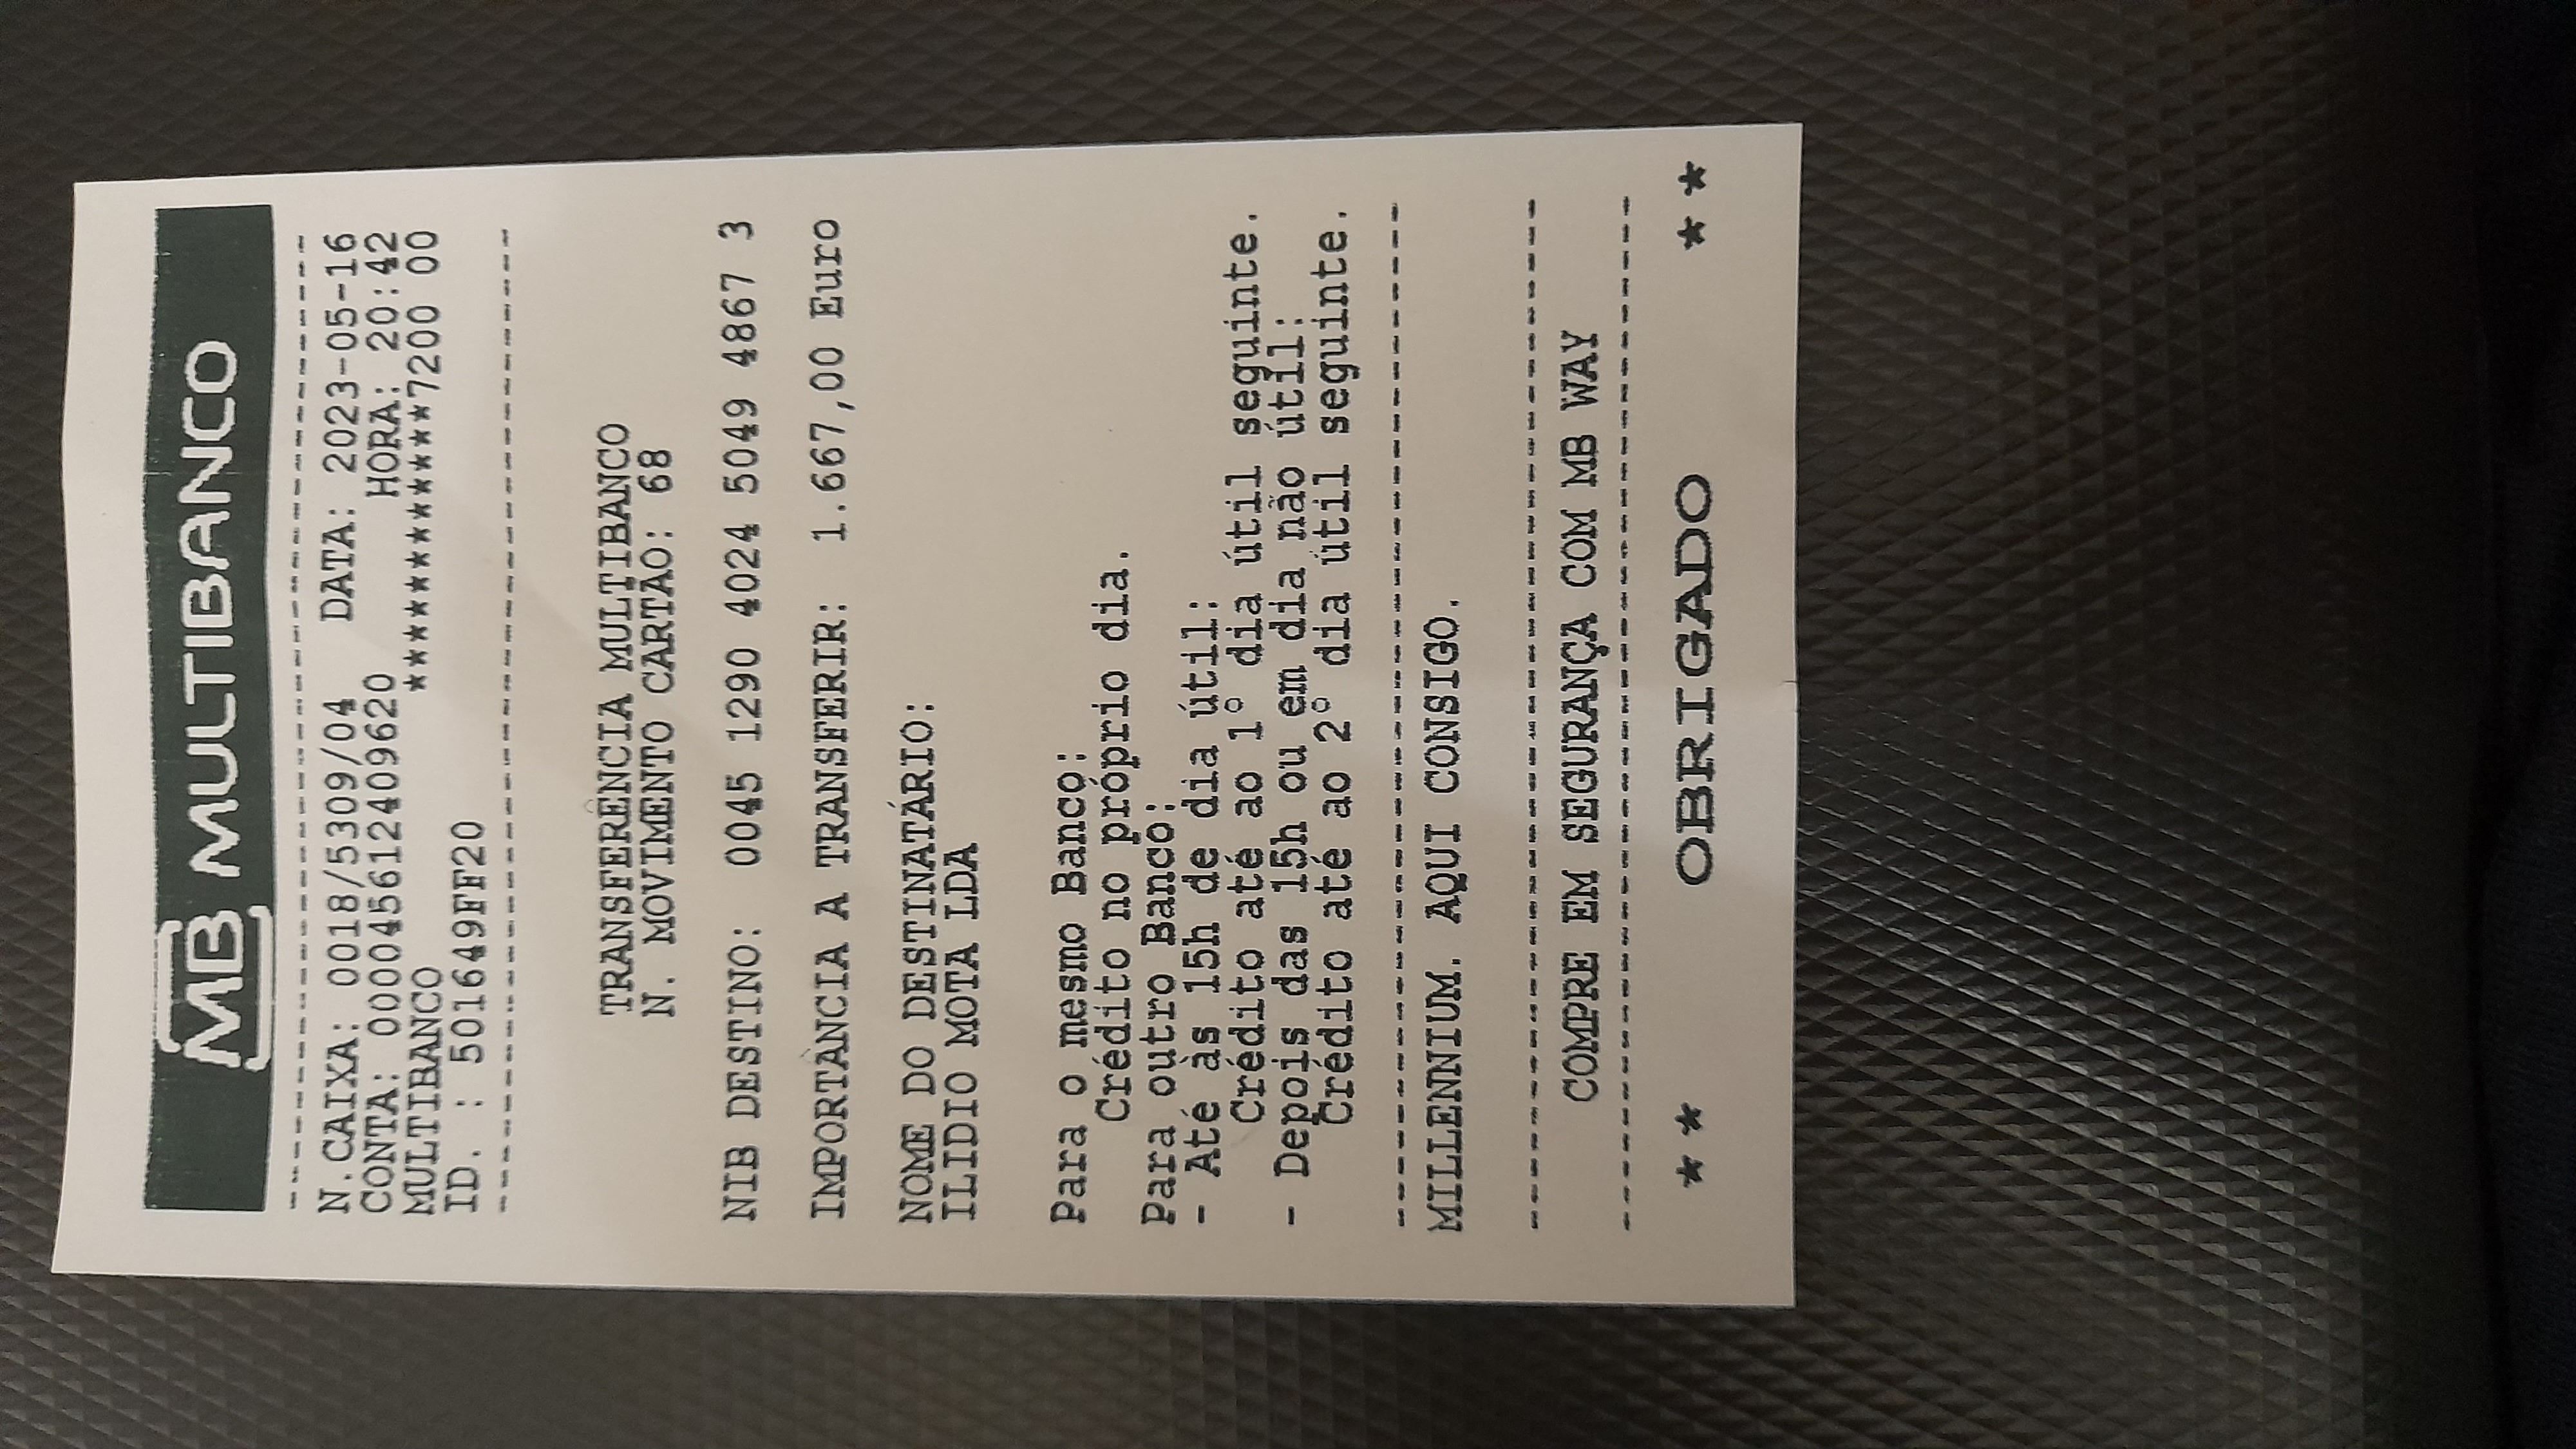 MB MULTIBANCO
--------------------------------------------
N.CAIXA: 0018/5309/04 DATA: 2023-05-16
CONTA: 000045612409620 HORA: 20:42
MULTIBANCO ************7200 00
ID. : 501649FF20
--------------------------------------------
TRANSFERÊNCIA MULTIBANCO
N. MOVIMENTO CARTÃO: 68
NIB DESTINO: 0045 1290 4024 5049 4867 3
IMPORTÂNCIA A TRANSFERIR: 1.667,00 Euro
NOME DO DESTINATÁRIO:
ILIDIO MOTA LDA
Para o mesmo Banco:
Crédito no próprio dia.
Para outro Banco:
- Até às 15h de dia útil:
Crédito até ao 1º dia útil seguinte.
- Depois das 15h ou em dia não útil:
Crédito até ao 2º dia útil seguinte.
--------------------------------------------
MILLENNIUM. AQUI CONSIGO.
--------------------------------------------
COMPRE EM SEGURANÇA COM MB WAY
--------------------------------------------
** OBRIGADO **